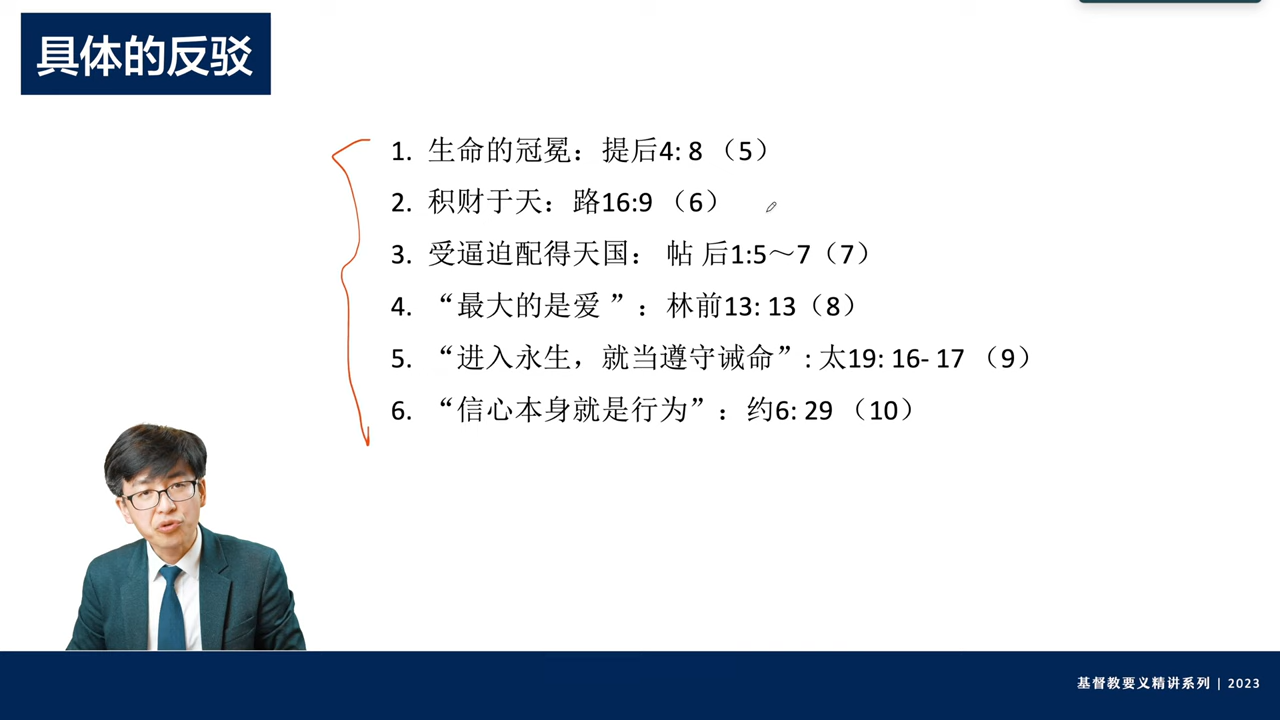 具体的反驳
1. 生命的冠冕：提后4: 8 （5）
2. 积财于天：路16:9 （6）
3. 受逼迫配得天国： 帖 后1:5～7（7）
4. “最大的是爱 ”：林前13: 13（8）
5. “进入永生，就当遵守诫命”: 太19: 16- 17 （9）
6. “信心本身就是行为”：约6: 29 （10）
基督教要义精讲系列 | 2023